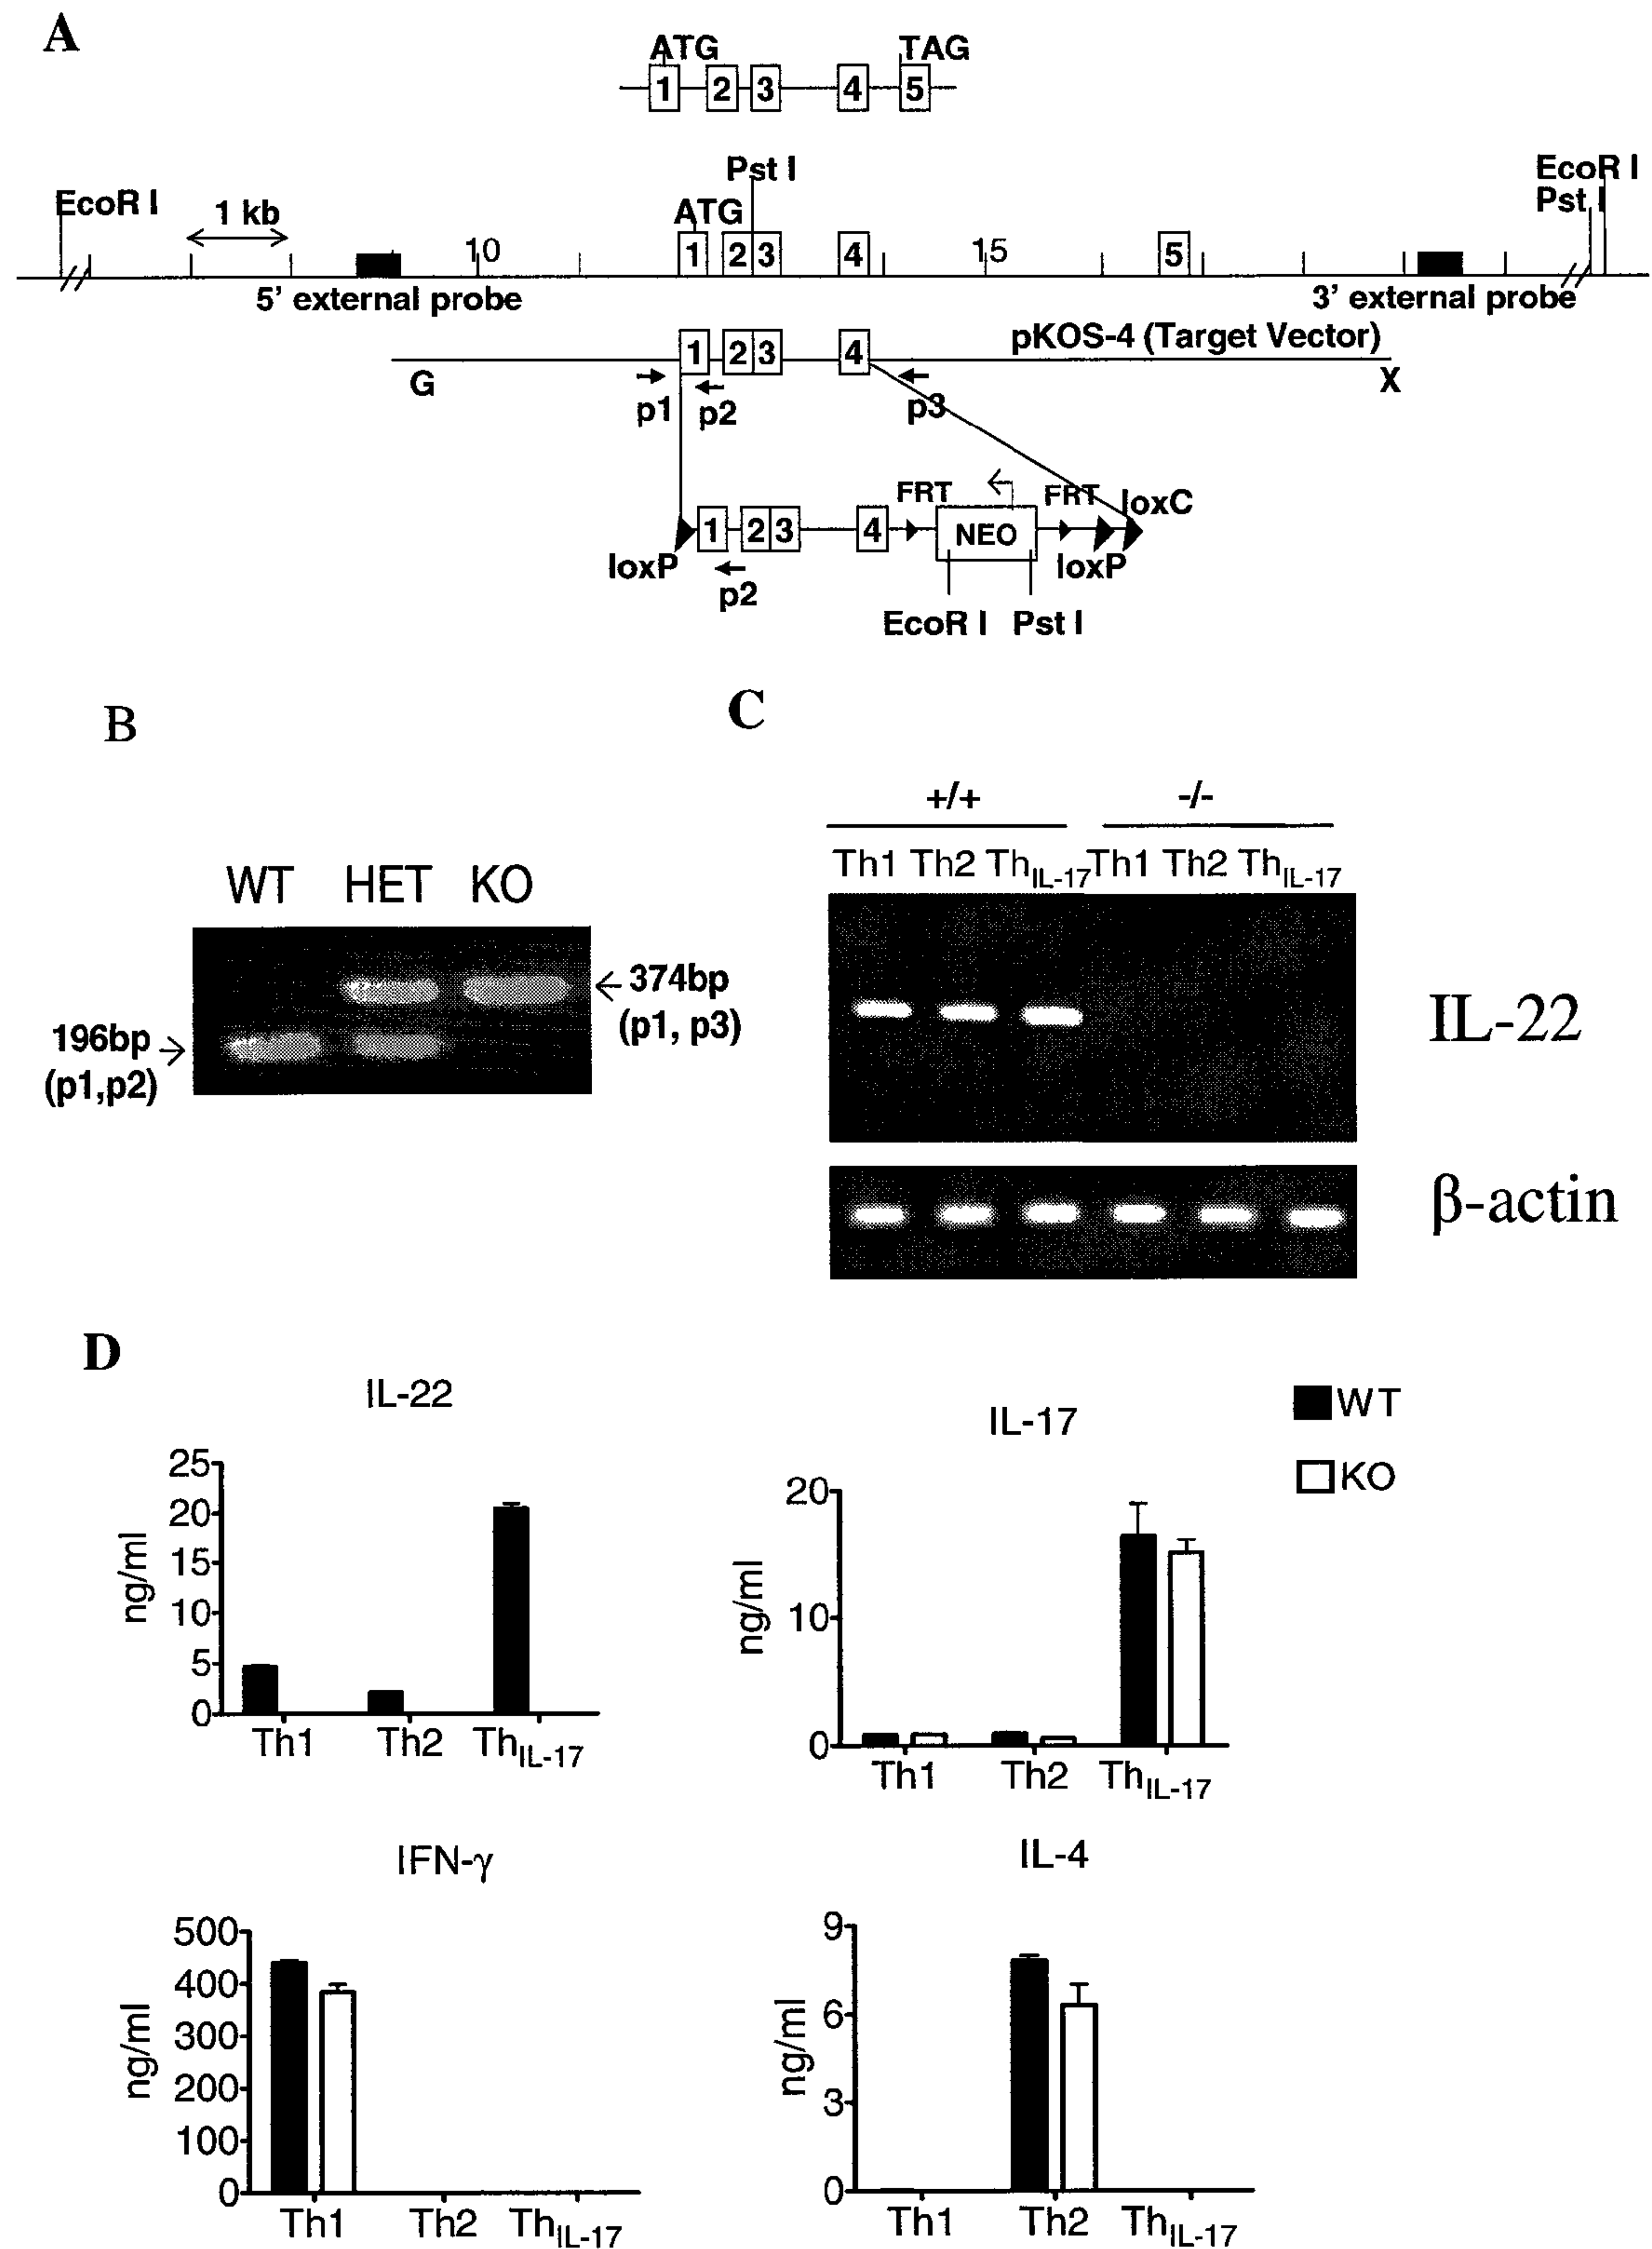 A
ATG TAG
1 2 3 4 5
Pst I
EcoR I
EcoR I
Pst I
1 kb
ATG
10 1 2 3 4 15 5
5' external probe
3' external probe
pKOS-4 (Target Vector)
1 2 3 4
G X
p1 p2 p3
FRT FRT loxC
1 2 3 4 NEO
loxP loxP
p2
EcoR I Pst I
B
WT HET KO
374bp
(p1, p3)
196bp
(p1,p2)
C
+/+ -/-
Th1 Th2 ThIL-17 Th1 Th2 ThIL-17
IL-22
β-actin
D
IL-22
25
20
15
10
5
0
ng/ml
Th1 Th2 ThIL-17
IL-17
20
10
0
ng/ml
Th1 Th2 ThIL-17
WT
KO
IFN-γ
500
400
300
200
100
0
ng/ml
Th1 Th2 ThIL-17
IL-4
9
6
3
0
ng/ml
Th1 Th2 ThIL-17